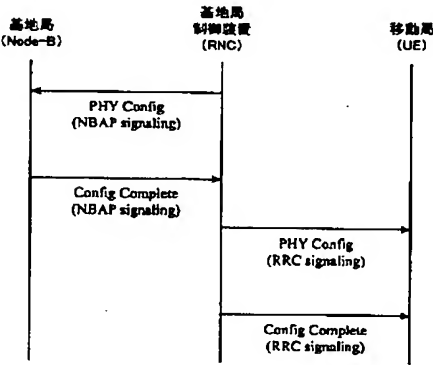 基地局
(Node-B)
基地局
制御装置
(RNC)
移動局
(UE)
PHY Config
(NBAP signaling)
Config Complete
(NBAP signaling)
PHY Config
(RRC signaling)
Config Complete
(RRC signaling)